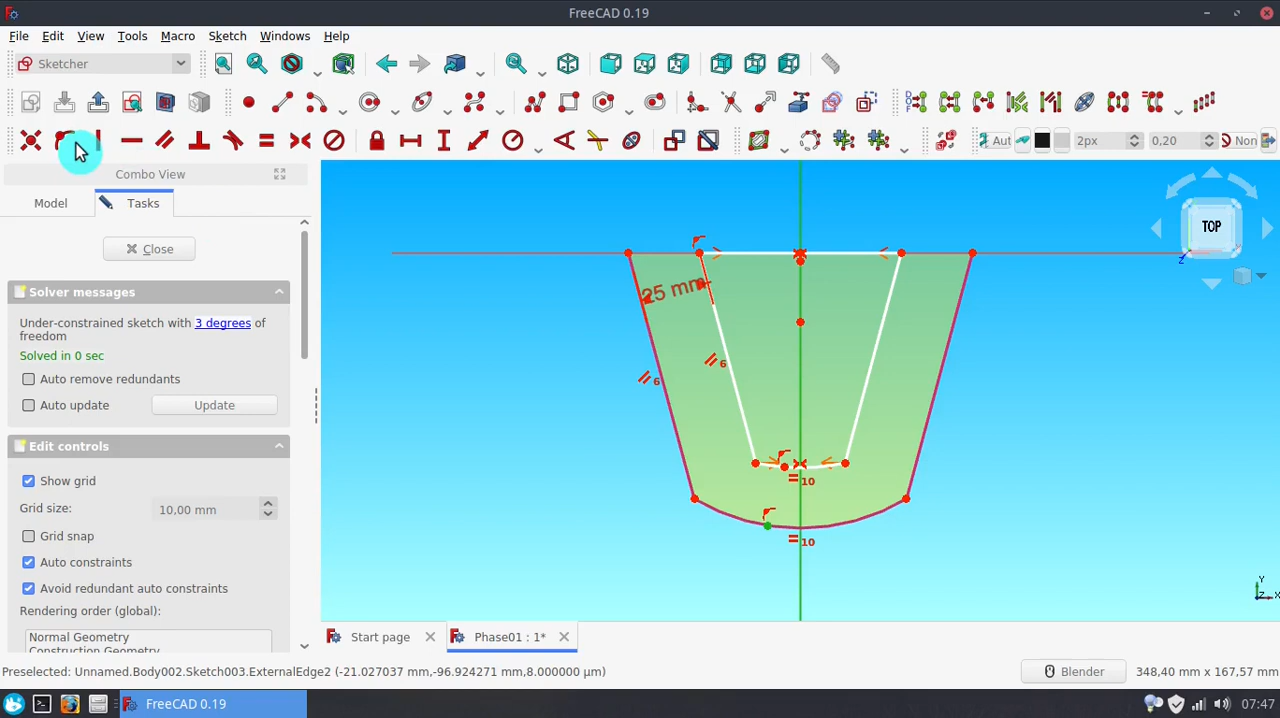 FreeCAD 0.19
File Edit View Tools Macro Sketch Windows Help
Sketcher
Aut 2px 0,20 Non
Combo View
Model Tasks
Close
Solver messages
Under-constrained sketch with 3 degrees of
freedom
Solved in 0 sec
Auto remove redundants
Auto update Update
Edit controls
Show grid
Grid size: 10,00 mm
Grid snap
Auto constraints
Avoid redundant auto constraints
Rendering order (global):
Normal Geometry
Construction Geometry
TOP
Z
25 mm
6
6
10
10
Y
Z X
Start page Phase01 : 1*
Preselected: Unnamed.Body002.Sketch003.ExternalEdge2 (-21.027037 mm,-96.924271 mm,8.000000 μm) Blender 348,40 mm x 167,57 mm
FreeCAD 0.19 07:47